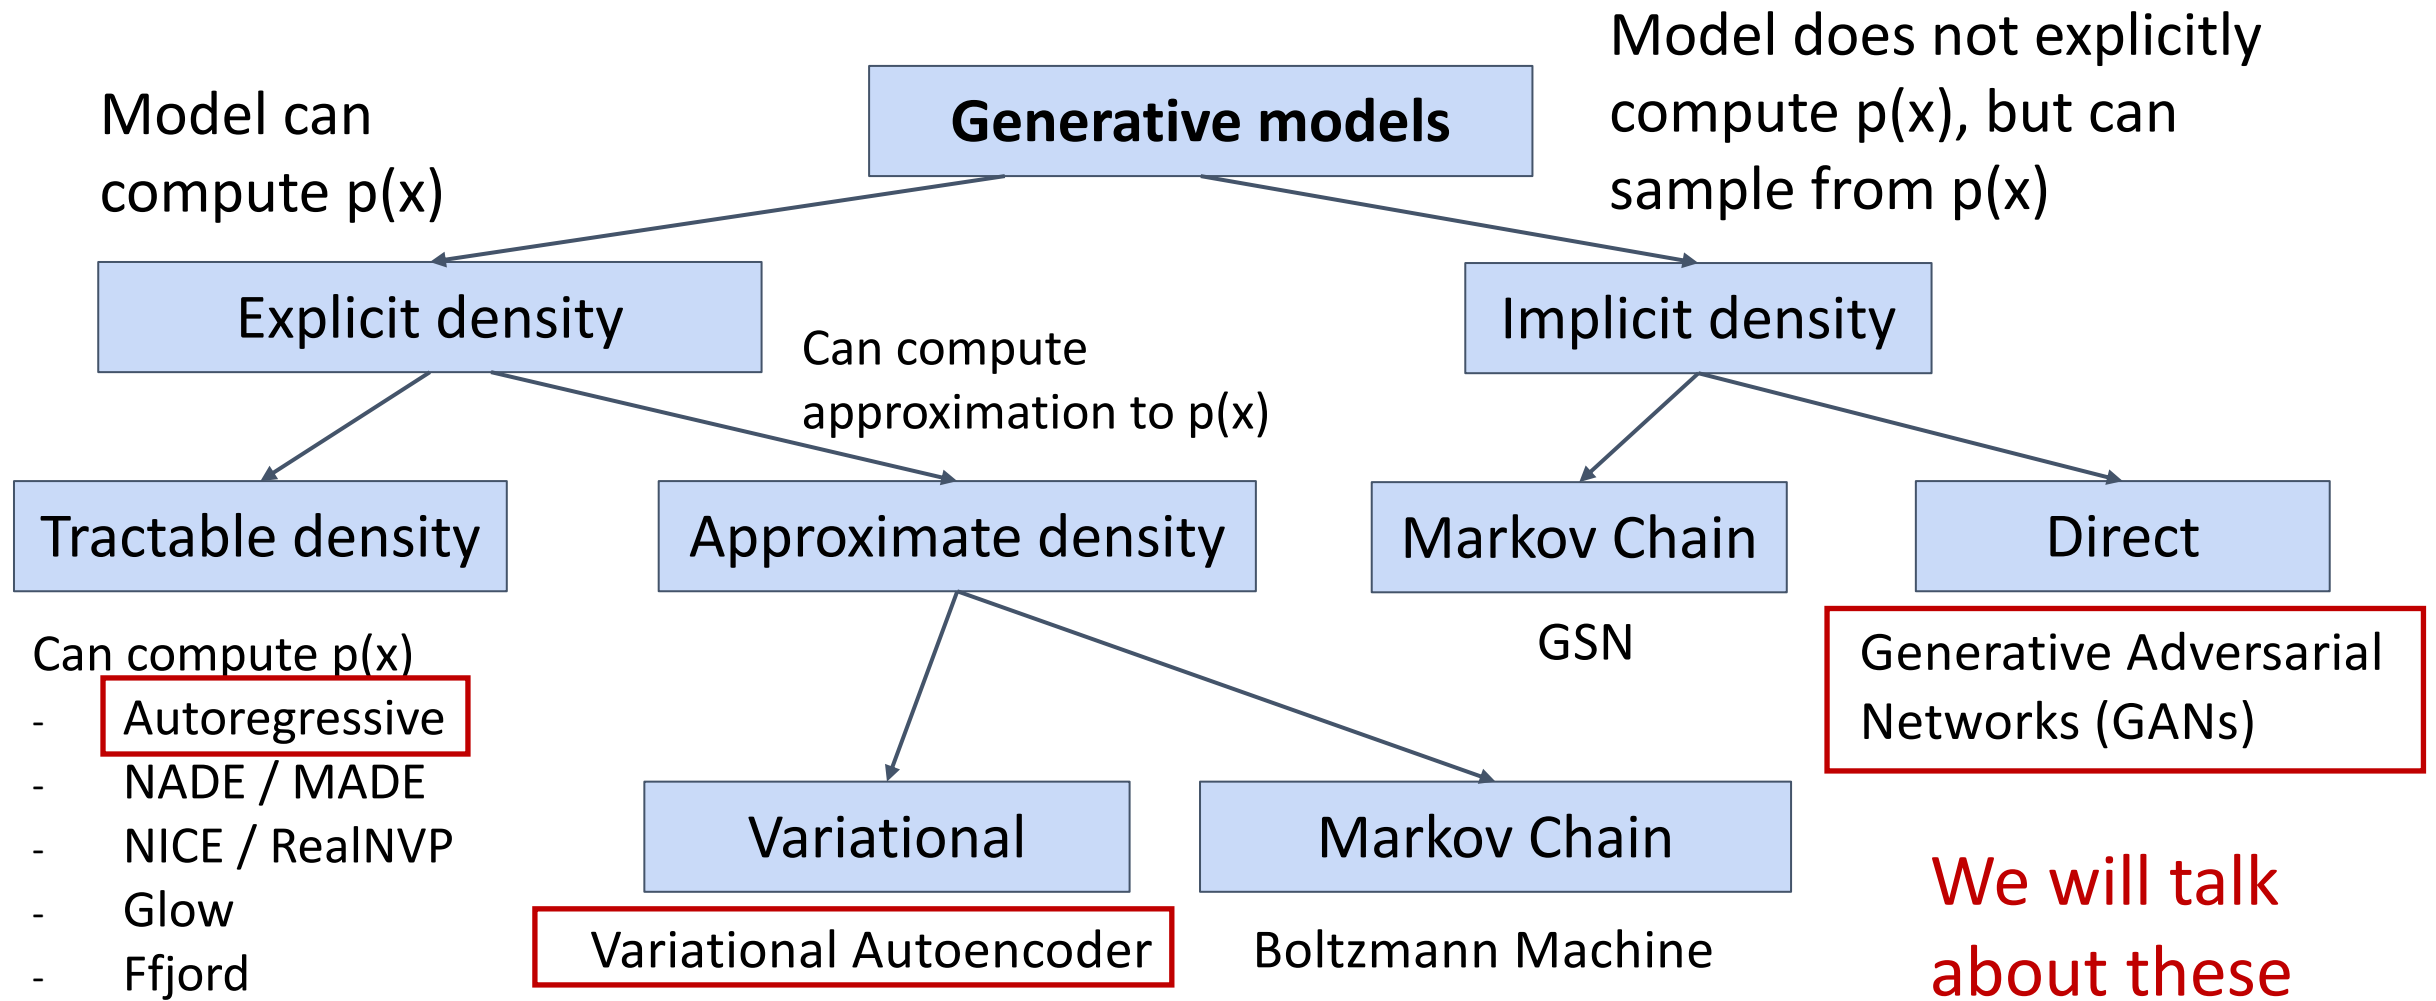 Generative models
Model can
compute p(x)
Model does not explicitly
compute p(x), but can
sample from p(x)
Explicit density
Implicit density
Can compute
approximation to p(x)
Tractable density
Approximate density
Markov Chain
Direct
Can compute p(x)
- Autoregressive
- NADE / MADE
- NICE / RealNVP
- Glow
- Ffjord
Variational
Markov Chain
Variational Autoencoder
Boltzmann Machine
GSN
Generative Adversarial
Networks (GANs)
We will talk
about these